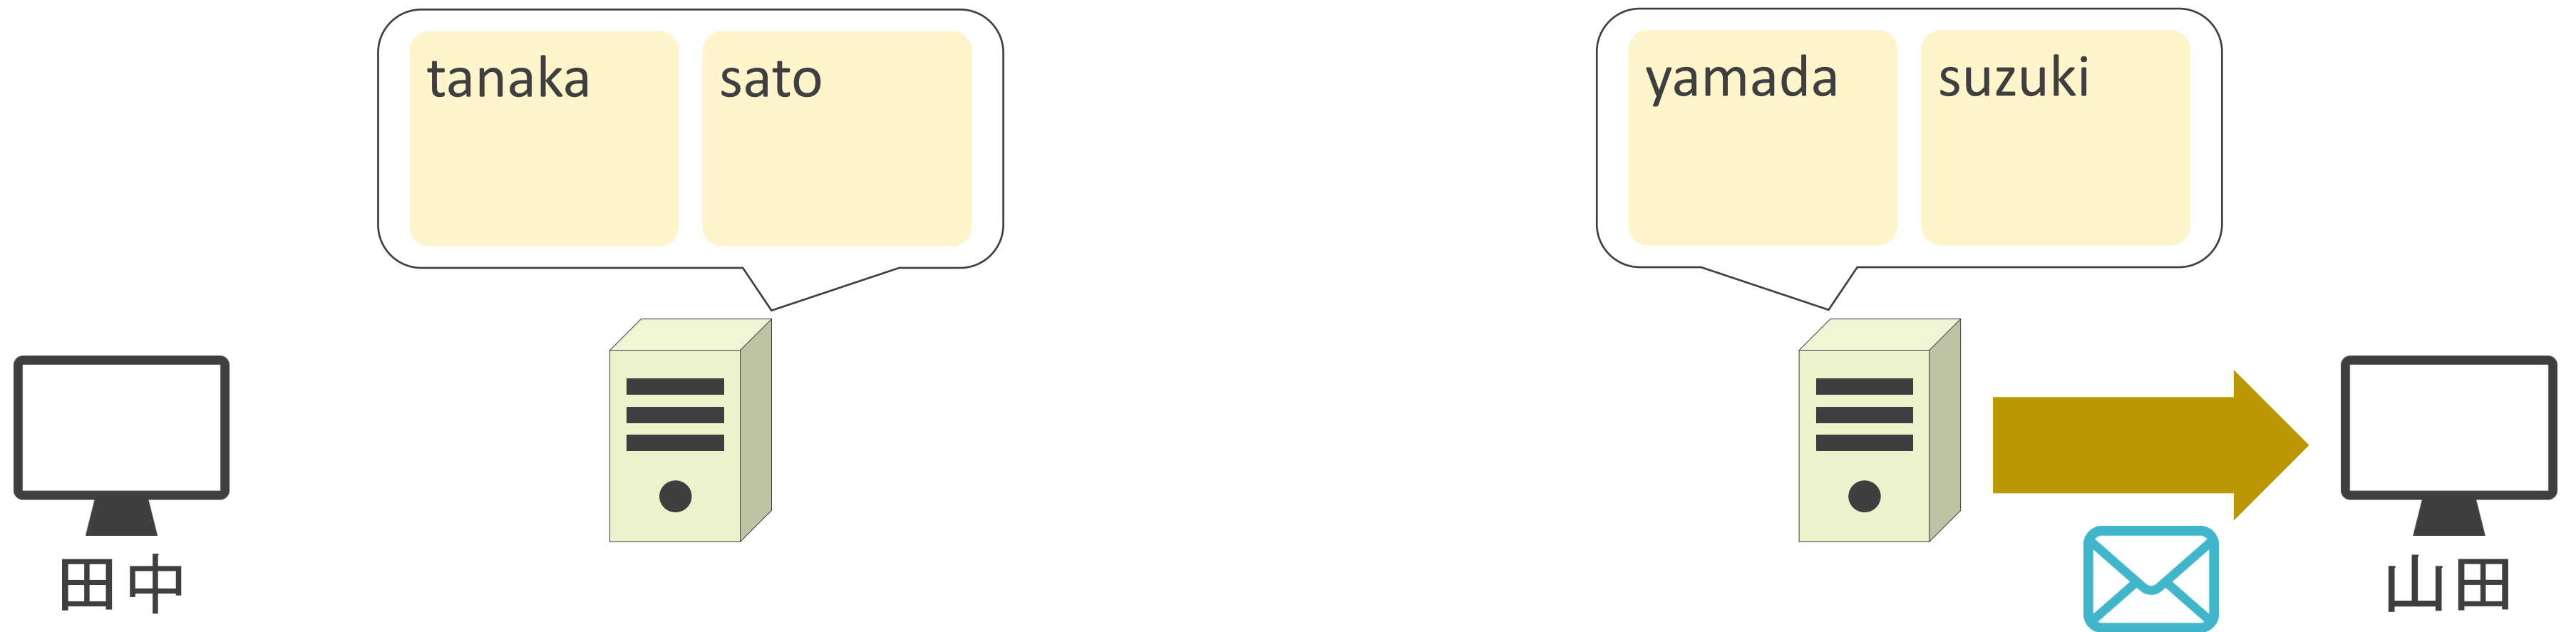 tanaka
sato
yamada
suzuki
田中
山田